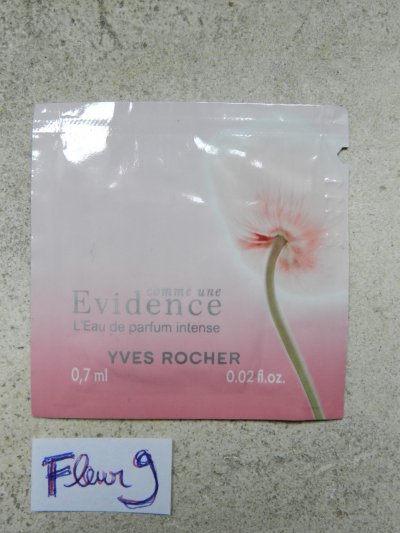 comme une
Evidence
L'Eau de parfum intense
YVES ROCHER
0,7 ml 0.02 fl.oz.
Fleur 9